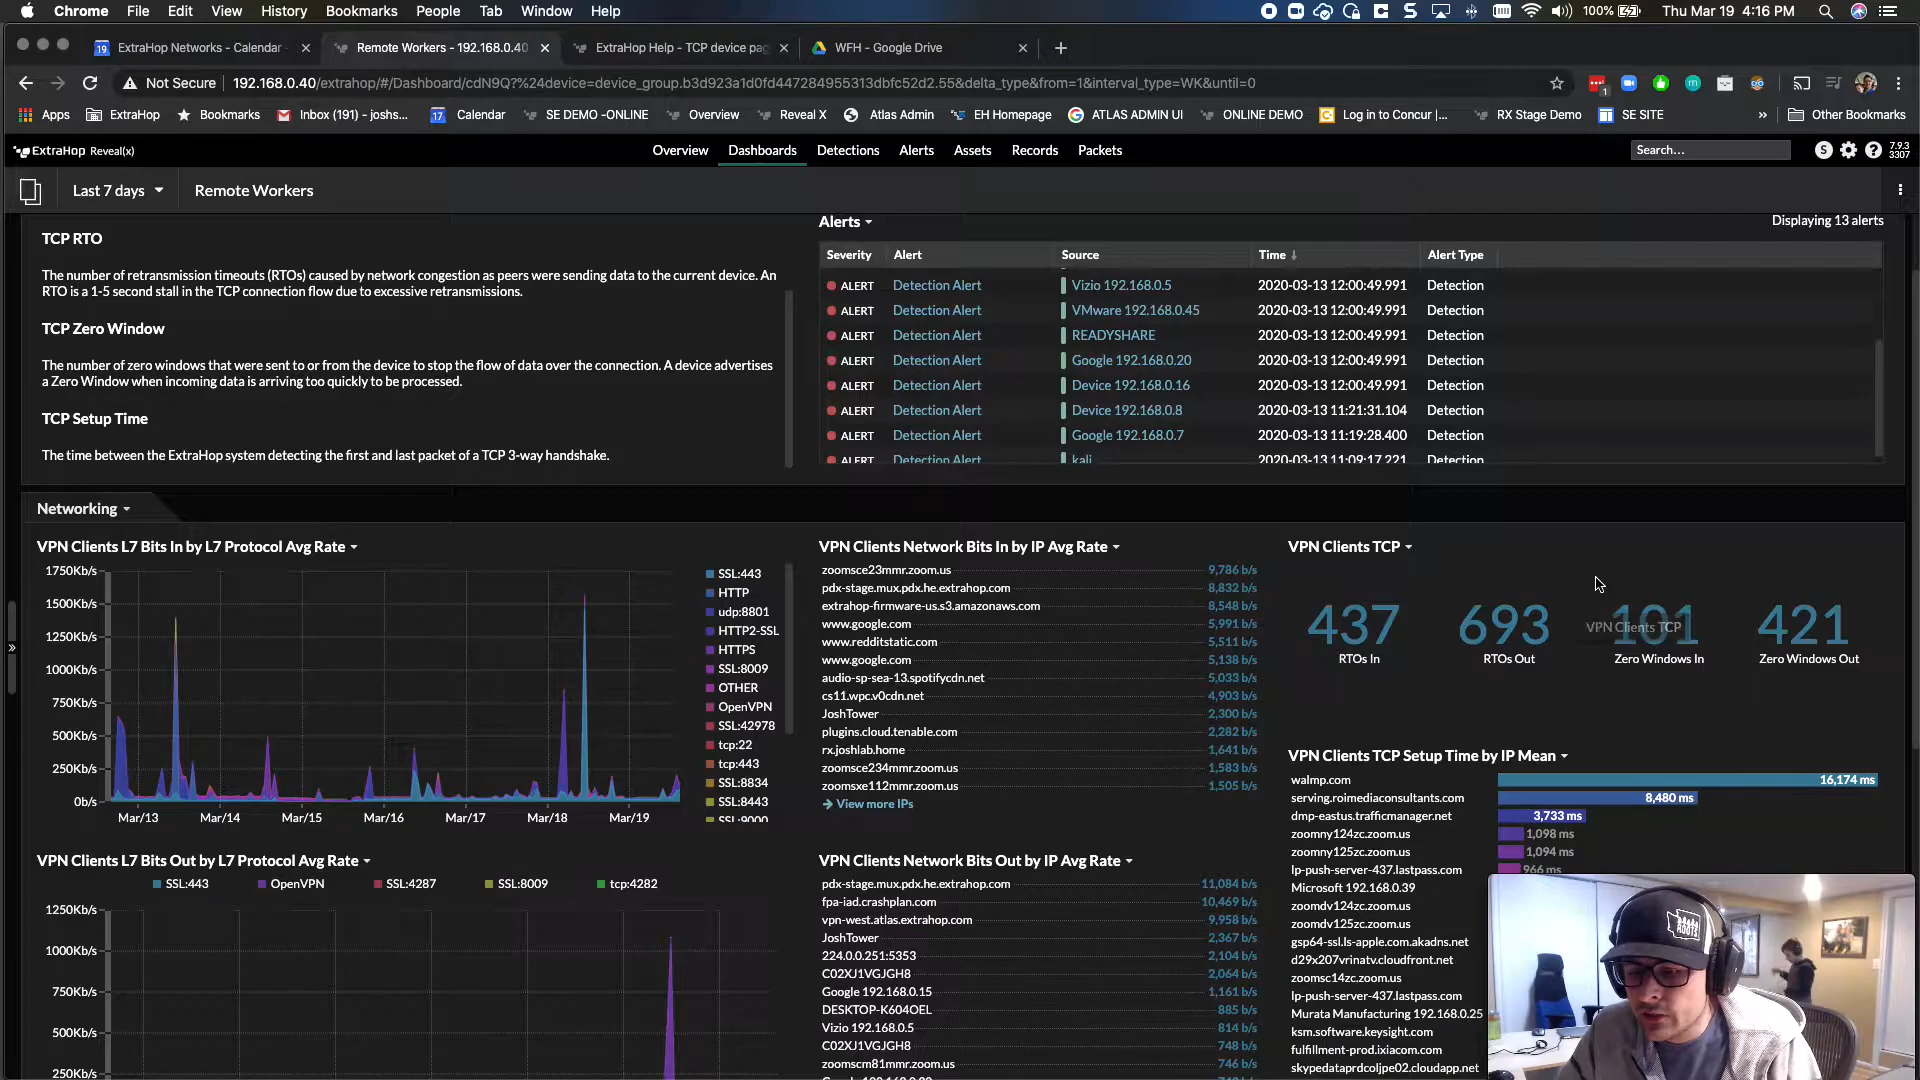 Chrome File Edit View History Bookmarks People Tab Window Help 100% Thu Mar 19 4:16 PM
19 ExtraHop Networks - Calendar Remote Workers - 192.168.0.40 ExtraHop Help - TCP device pag WFH - Google Drive
Not Secure 192.168.0.40/extrahop/#/Dashboard/cdN9Q?%24device=device_group.b3d923a1d0fd447284955313dbfc52d2.55&delta_type&from=1&interval_type=WK&until=0
Apps ExtraHop Bookmarks Inbox (191) - joshs... 17 Calendar SE DEMO -ONLINE Overview Reveal X Atlas Admin EH Homepage ATLAS ADMIN UI ONLINE DEMO Log in to Concur |... RX Stage Demo SE SITE » Other Bookmarks
ExtraHop Reveal(x) Overview Dashboards Detections Alerts Assets Records Packets Search... S 7.9.3 3307
Last 7 days Remote Workers
TCP RTO
The number of retransmission timeouts (RTOs) caused by network congestion as peers were sending data to the current device. An
RTO is a 1-5 second stall in the TCP connection flow due to excessive retransmissions.
TCP Zero Window
The number of zero windows that were sent to or from the device to stop the flow of data over the connection. A device advertises
a Zero Window when incoming data is arriving too quickly to be processed.
TCP Setup Time
The time between the ExtraHop system detecting the first and last packet of a TCP 3-way handshake.
Alerts Displaying 13 alerts
Severity Alert Source Time Alert Type
ALERT Detection Alert Vizio 192.168.0.5 2020-03-13 12:00:49.991 Detection
ALERT Detection Alert VMware 192.168.0.45 2020-03-13 12:00:49.991 Detection
ALERT Detection Alert READYSHARE 2020-03-13 12:00:49.991 Detection
ALERT Detection Alert Google 192.168.0.20 2020-03-13 12:00:49.991 Detection
ALERT Detection Alert Device 192.168.0.16 2020-03-13 12:00:49.991 Detection
ALERT Detection Alert Device 192.168.0.8 2020-03-13 11:21:31.104 Detection
ALERT Detection Alert Google 192.168.0.7 2020-03-13 11:19:28.400 Detection
ALERT Detection Alert kali 2020-03-13 11:09:17.221 Detection
Networking
VPN Clients L7 Bits In by L7 Protocol Avg Rate
1750Kb/s
1500Kb/s
1250Kb/s
1000Kb/s
750Kb/s
500Kb/s
250Kb/s
0b/s
Mar/13 Mar/14 Mar/15 Mar/16 Mar/17 Mar/18 Mar/19
SSL:443
HTTP
udp:8801
HTTP2-SSL
HTTPS
SSL:8009
OTHER
OpenVPN
SSL:42978
tcp:22
tcp:443
SSL:8834
SSL:8443
SSL:9000
VPN Clients Network Bits In by IP Avg Rate
zoomsce23mmr.zoom.us 9,786 b/s
pdx-stage.mux.pdx.he.extrahop.com 8,832 b/s
extrahop-firmware-us.s3.amazonaws.com 8,548 b/s
www.google.com 5,991 b/s
www.redditstatic.com 5,511 b/s
www.google.com 5,138 b/s
audio-sp-sea-13.spotifycdn.net 5,033 b/s
cs11.wpc.v0cdn.net 4,903 b/s
JoshTower 2,300 b/s
plugins.cloud.tenable.com 2,282 b/s
rx.joshlab.home 1,641 b/s
zoomsce234mmr.zoom.us 1,583 b/s
zoomsxe112mmr.zoom.us 1,505 b/s
View more IPs
VPN Clients TCP
437 693 101 421
VPN Clients TCP
RTOs In RTOs Out Zero Windows In Zero Windows Out
VPN Clients TCP Setup Time by IP Mean
walmp.com 16,174 ms
serving.roimediaconsultants.com 8,480 ms
dmp-eastus.trafficmanager.net 3,733 ms
zoomny124zc.zoom.us 1,098 ms
zoomny125zc.zoom.us 1,094 ms
lp-push-server-437.lastpass.com 966 ms
Microsoft 192.168.0.39
zoomdv124zc.zoom.us
zoomdv125zc.zoom.us
gsp64-ssl.ls-apple.com.akadns.net
d29x207vrinatv.cloudfront.net
zoomsc14zc.zoom.us
lp-push-server-437.lastpass.com
Murata Manufacturing 192.168.0.25
ksm.software.keysight.com
fulfillment-prod.ixiacom.com
skypedataprdcoljpe02.cloudapp.net
VPN Clients L7 Bits Out by L7 Protocol Avg Rate
SSL:443 OpenVPN SSL:4287 SSL:8009 tcp:4282
1250Kb/s
1000Kb/s
750Kb/s
500Kb/s
250Kb/s
VPN Clients Network Bits Out by IP Avg Rate
pdx-stage.mux.pdx.he.extrahop.com 11,084 b/s
fpa-iad.crashplan.com 10,469 b/s
vpn-west.atlas.extrahop.com 9,958 b/s
JoshTower 2,367 b/s
224.0.0.251:5353 2,104 b/s
C02XJ1VGJGH8 2,064 b/s
Google 192.168.0.15 1,161 b/s
DESKTOP-K604OEL 885 b/s
Vizio 192.168.0.5 814 b/s
C02XJ1VGJGH8 748 b/s
zoomscm81mmr.zoom.us 746 b/s
ROOTS